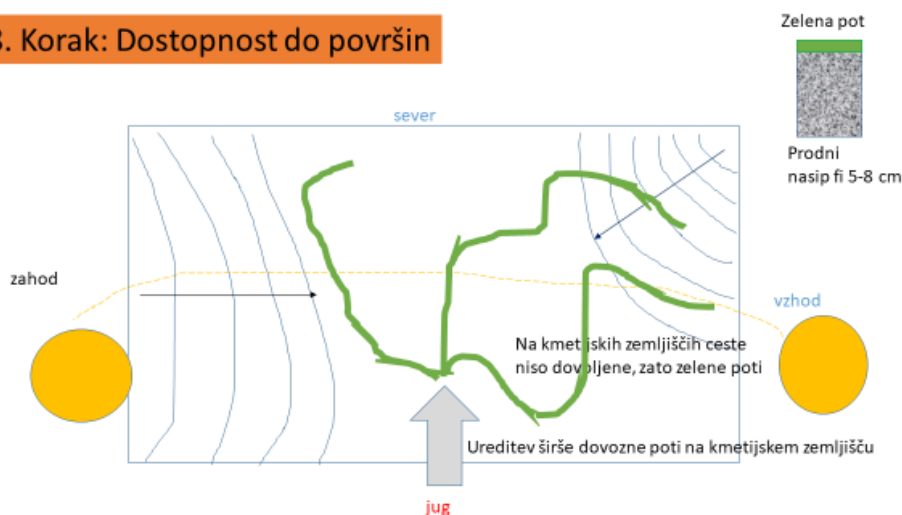 3. Korak: Dostopnost do površin
Zelena pot
Prodni
nasip fi 5-8 cm
sever
zahod
vzhod
Na kmetijskih zemljiščih ceste
niso dovoljene, zato zelene poti
Ureditev širše dovozne poti na kmetijskem zemljišču
jug